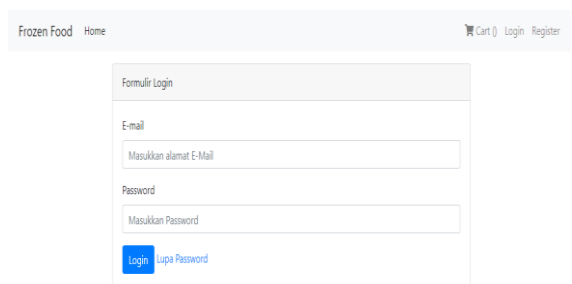 Frozen Food Home Cart () Login Register
Formulir Login
E-mail
Masukkan alamat E-Mail
Password
Masukkan Password
Login Lupa Password